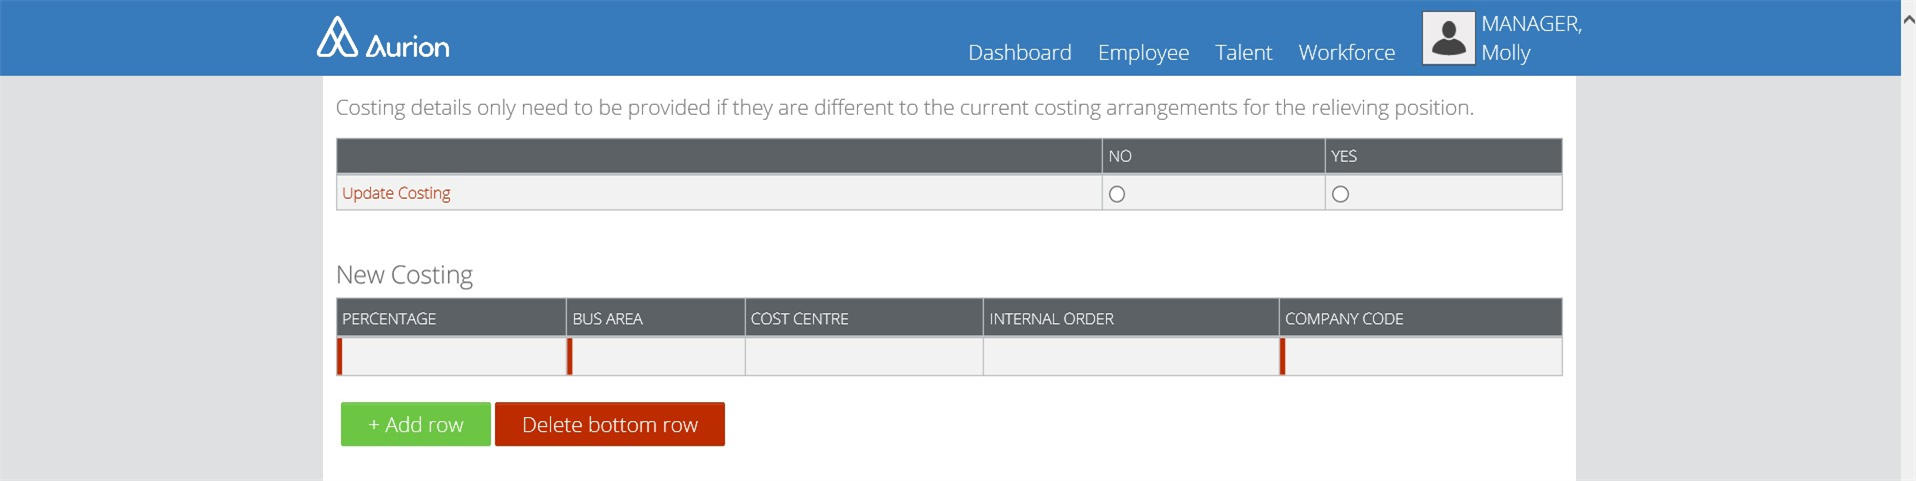 Aurion
Dashboard Employee Talent Workforce
MANAGER,
Molly
Costing details only need to be provided if they are different to the current costing arrangements for the relieving position.
NO YES
Update Costing
New Costing
PERCENTAGE BUS AREA COST CENTRE INTERNAL ORDER COMPANY CODE
+ Add row Delete bottom row